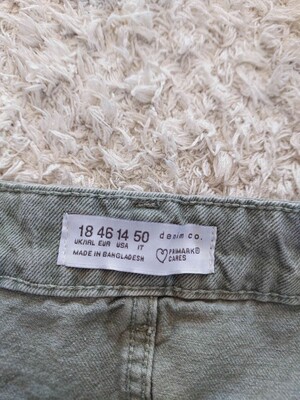 18 46 14 50 denim co.
UK/IRL EUR USA IT
MADE IN BANGLADESH
PRIMARK®
CARES